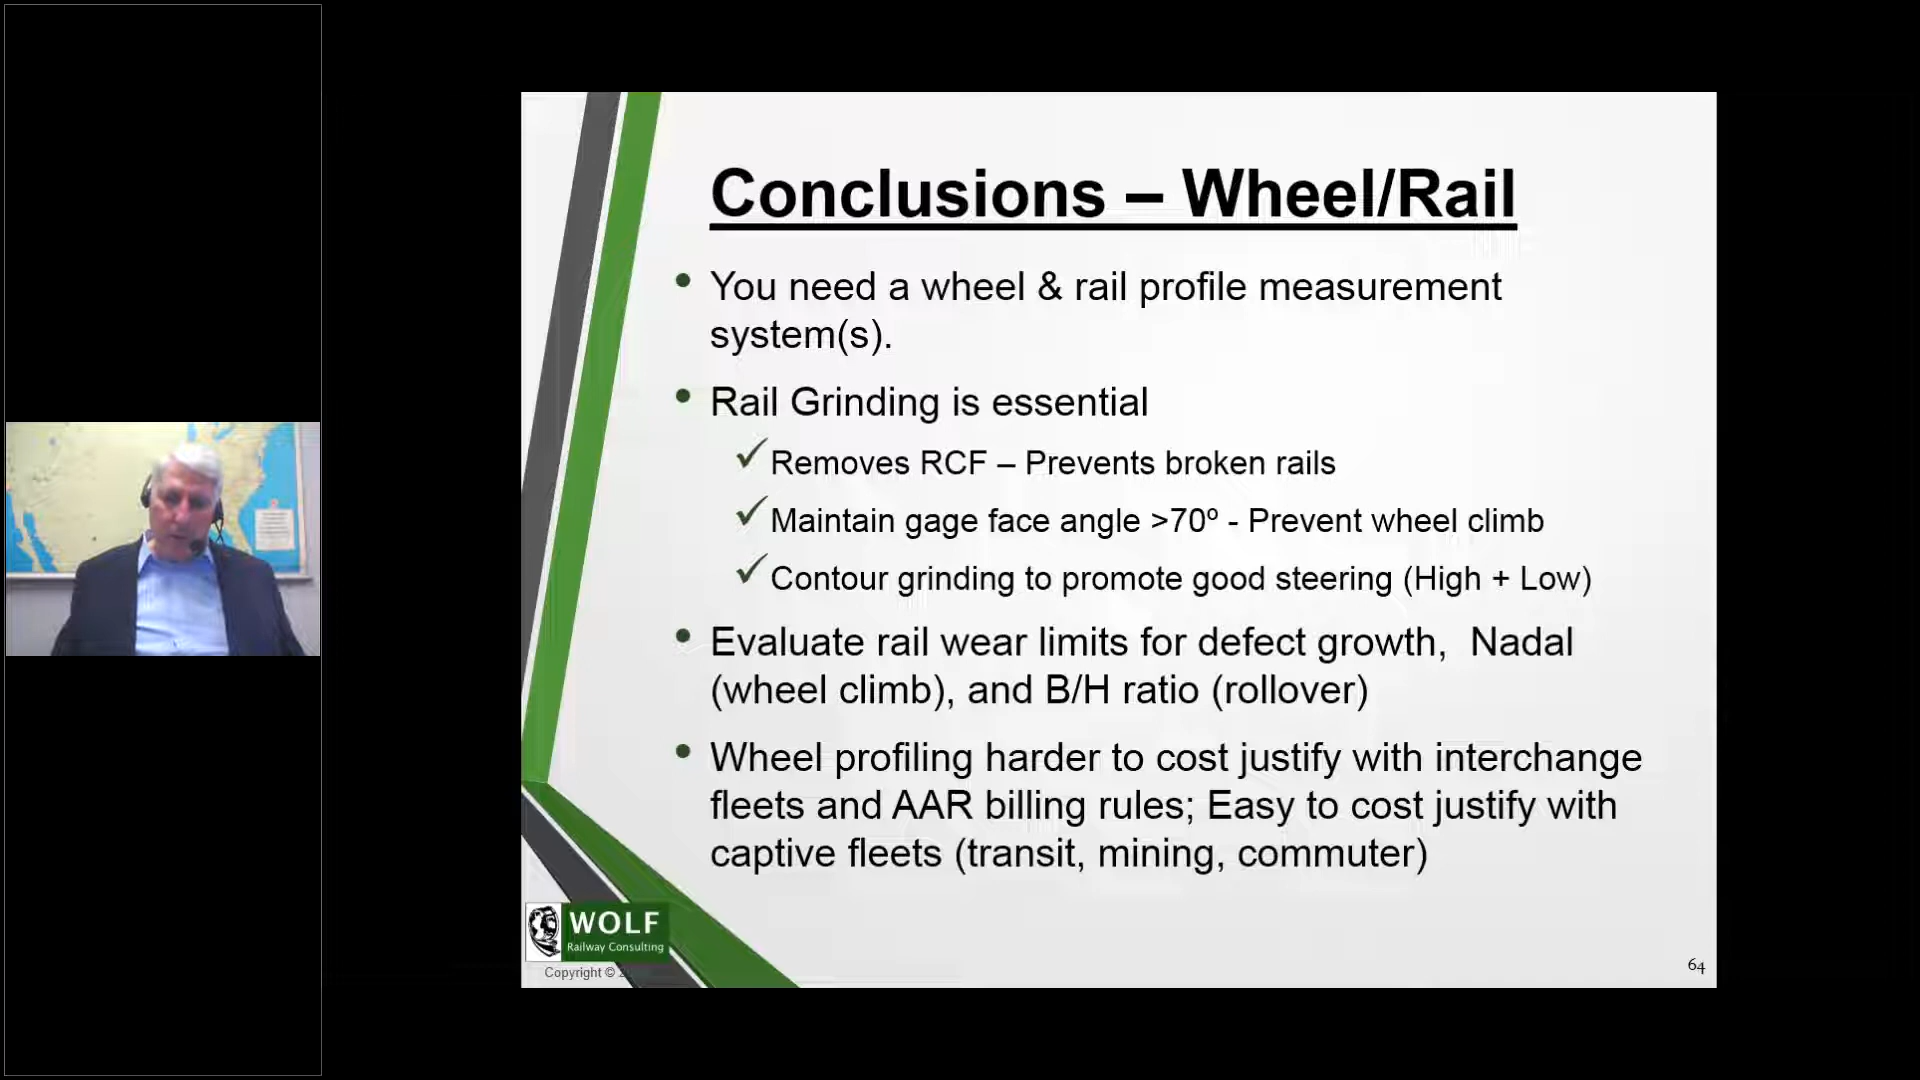 Conclusions – Wheel/Rail
• You need a wheel & rail profile measurement
system(s).
• Rail Grinding is essential
✓Removes RCF – Prevents broken rails
✓Maintain gage face angle >70º - Prevent wheel climb
✓Contour grinding to promote good steering (High + Low)
• Evaluate rail wear limits for defect growth,  Nadal
(wheel climb), and B/H ratio (rollover)
• Wheel profiling harder to cost justify with interchange
fleets and AAR billing rules; Easy to cost justify with
captive fleets (transit, mining, commuter)
WOLF
Railway Consulting
Copyright ©
64